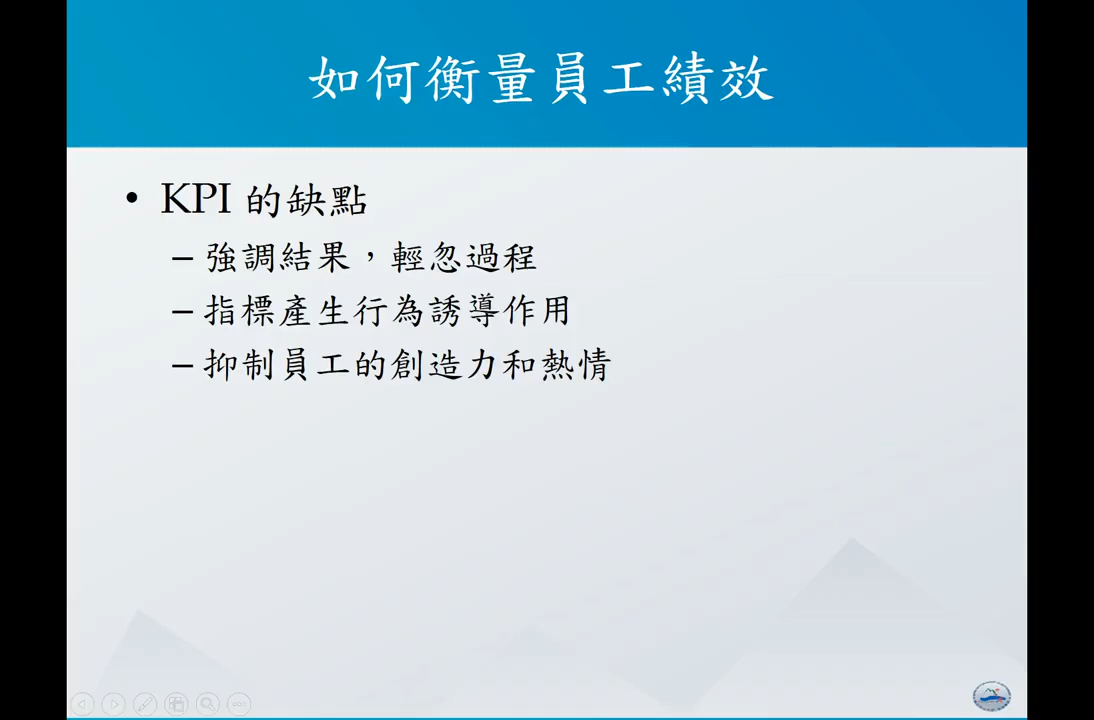 如何衡量員工績效
• KPI 的缺點
– 強調結果，輕忽過程
– 指標產生行為誘導作用
– 抑制員工的創造力和熱情